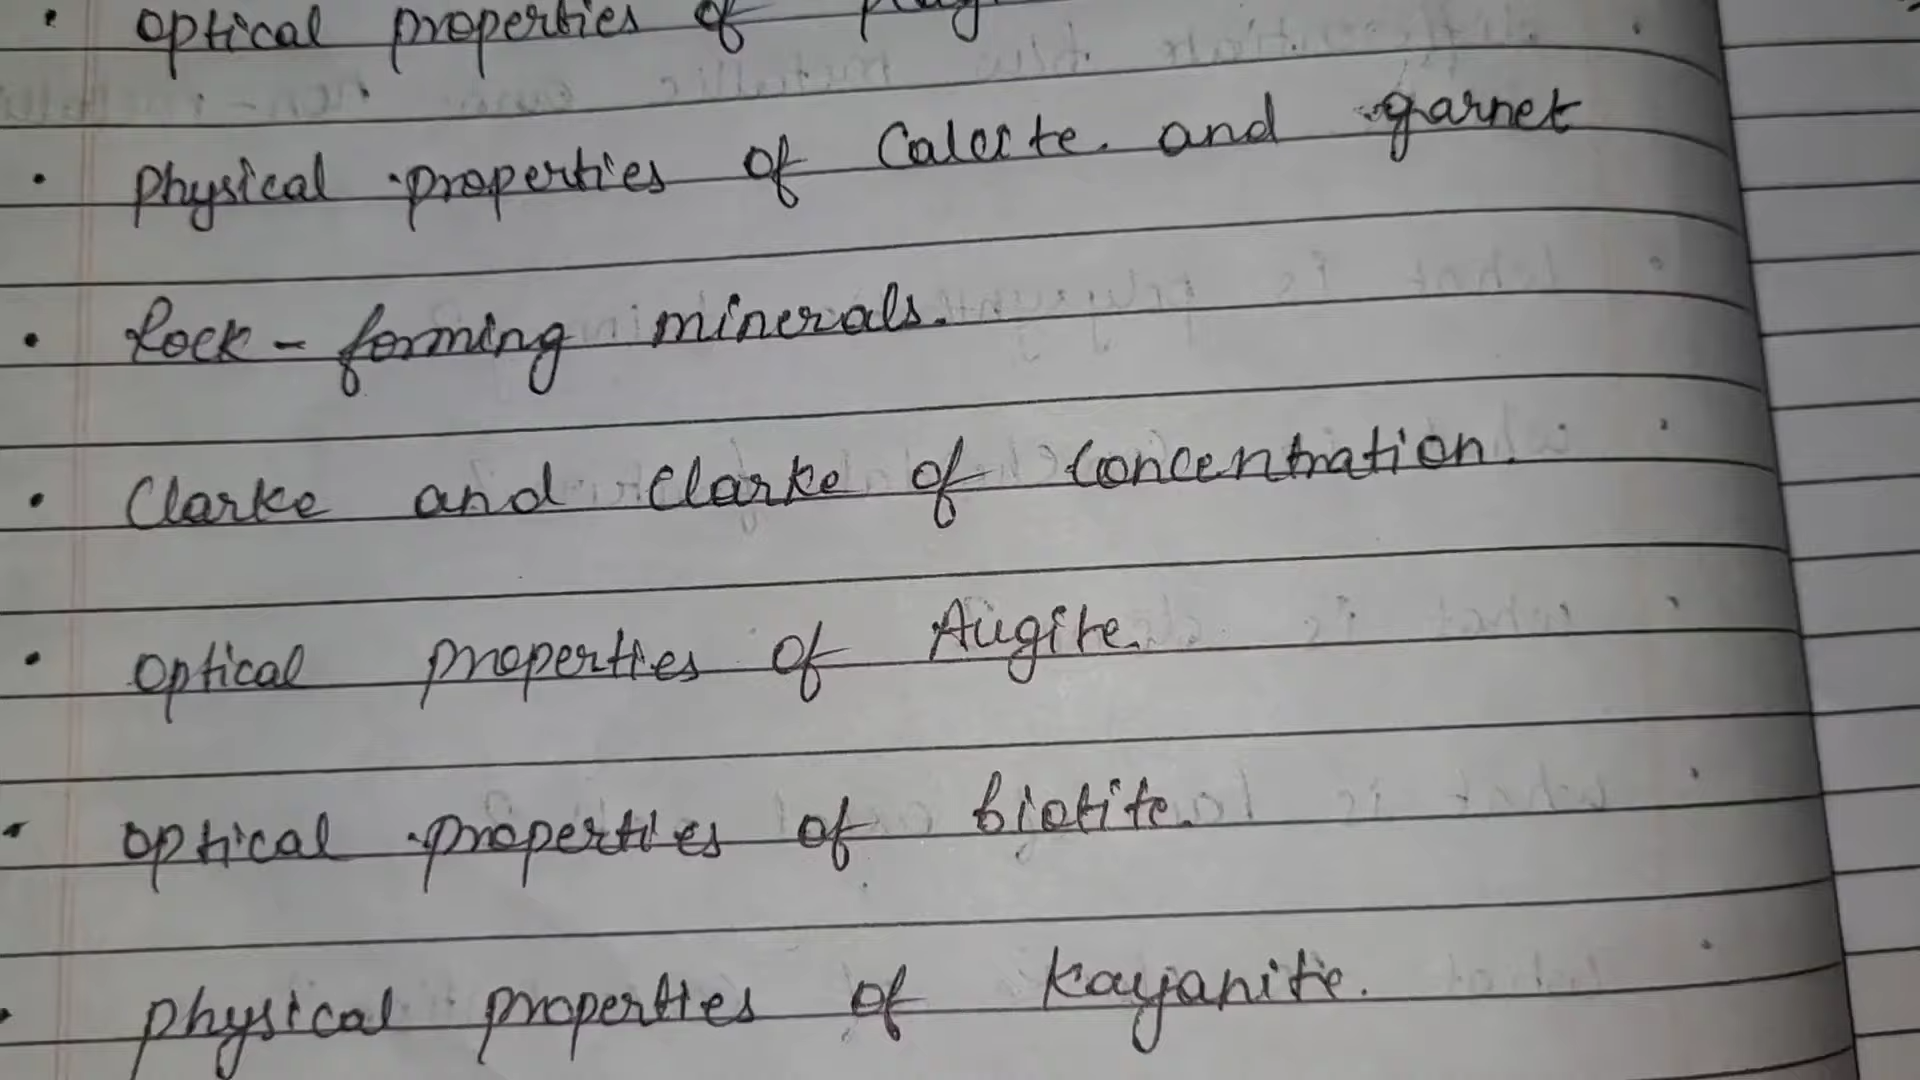 • optical properties of
• physical properties of Calcite and garnet
• Rock - forming minerals.
• Clarke and Clarke of Concentration.
• optical properties of Augite.
• optical properties of biotite.
• physical properties of Kayanite.